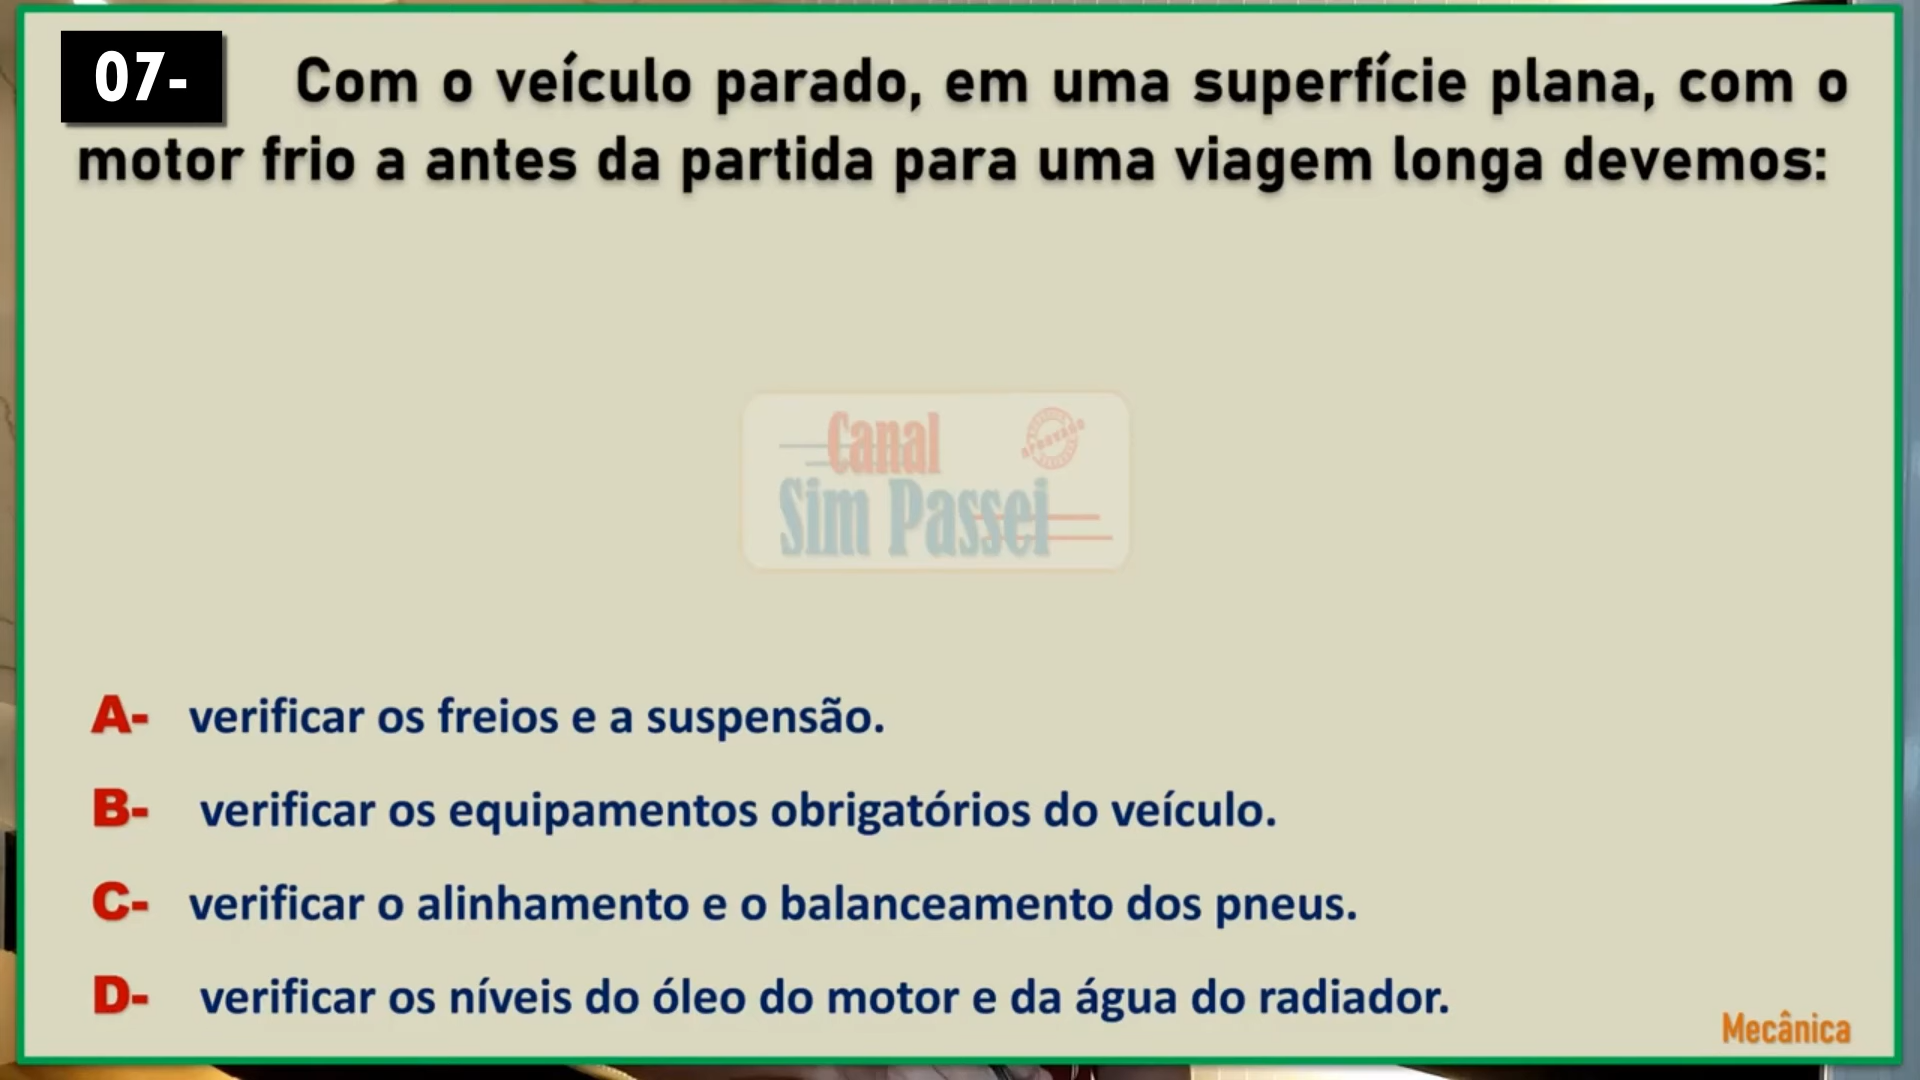 07- Com o veículo parado, em uma superfície plana, com o
motor frio a antes da partida para uma viagem longa devemos:
Canal
APROVADO
Sim Passei
A- verificar os freios e a suspensão.
B- verificar os equipamentos obrigatórios do veículo.
C- verificar o alinhamento e o balanceamento dos pneus.
D- verificar os níveis do óleo do motor e da água do radiador.
Mecânica